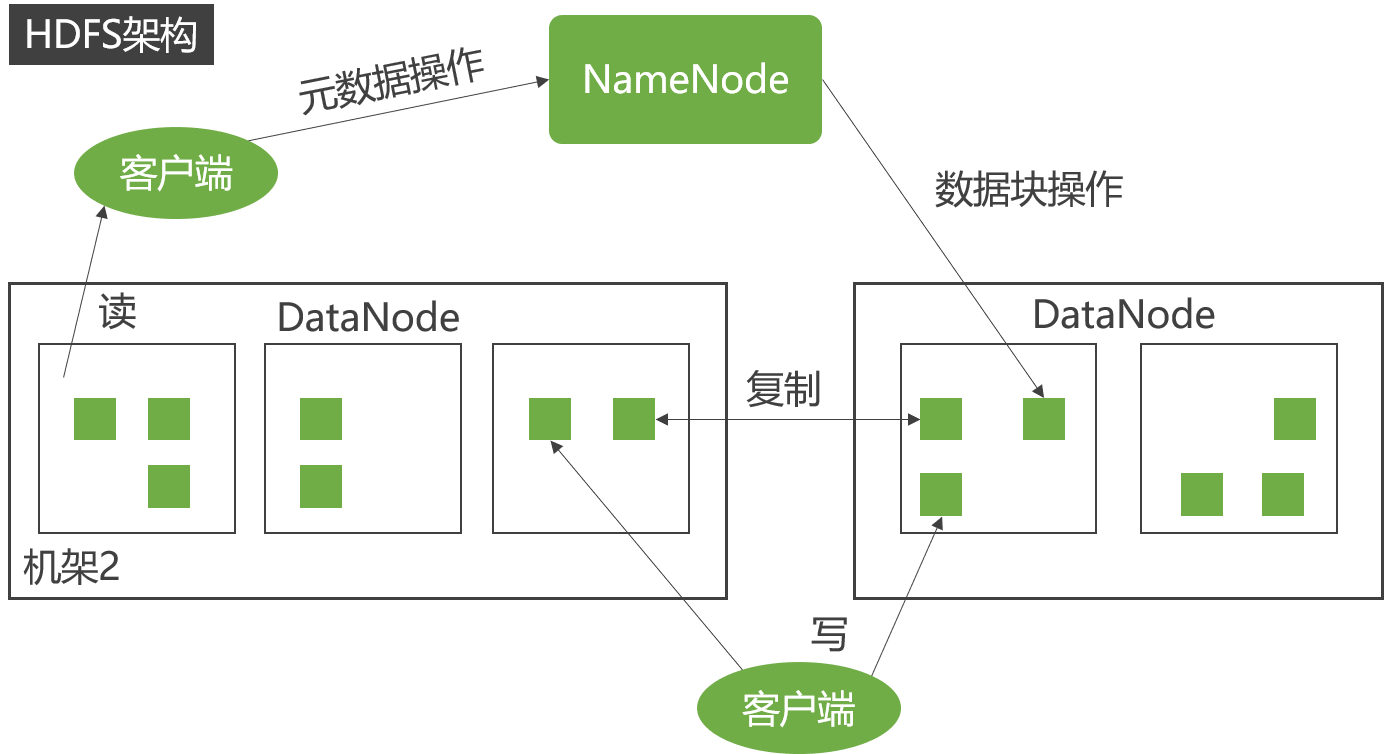 HDFS架构
元数据操作
NameNode
客户端
数据块操作
读
DataNode
DataNode
复制
机架2
写
客户端